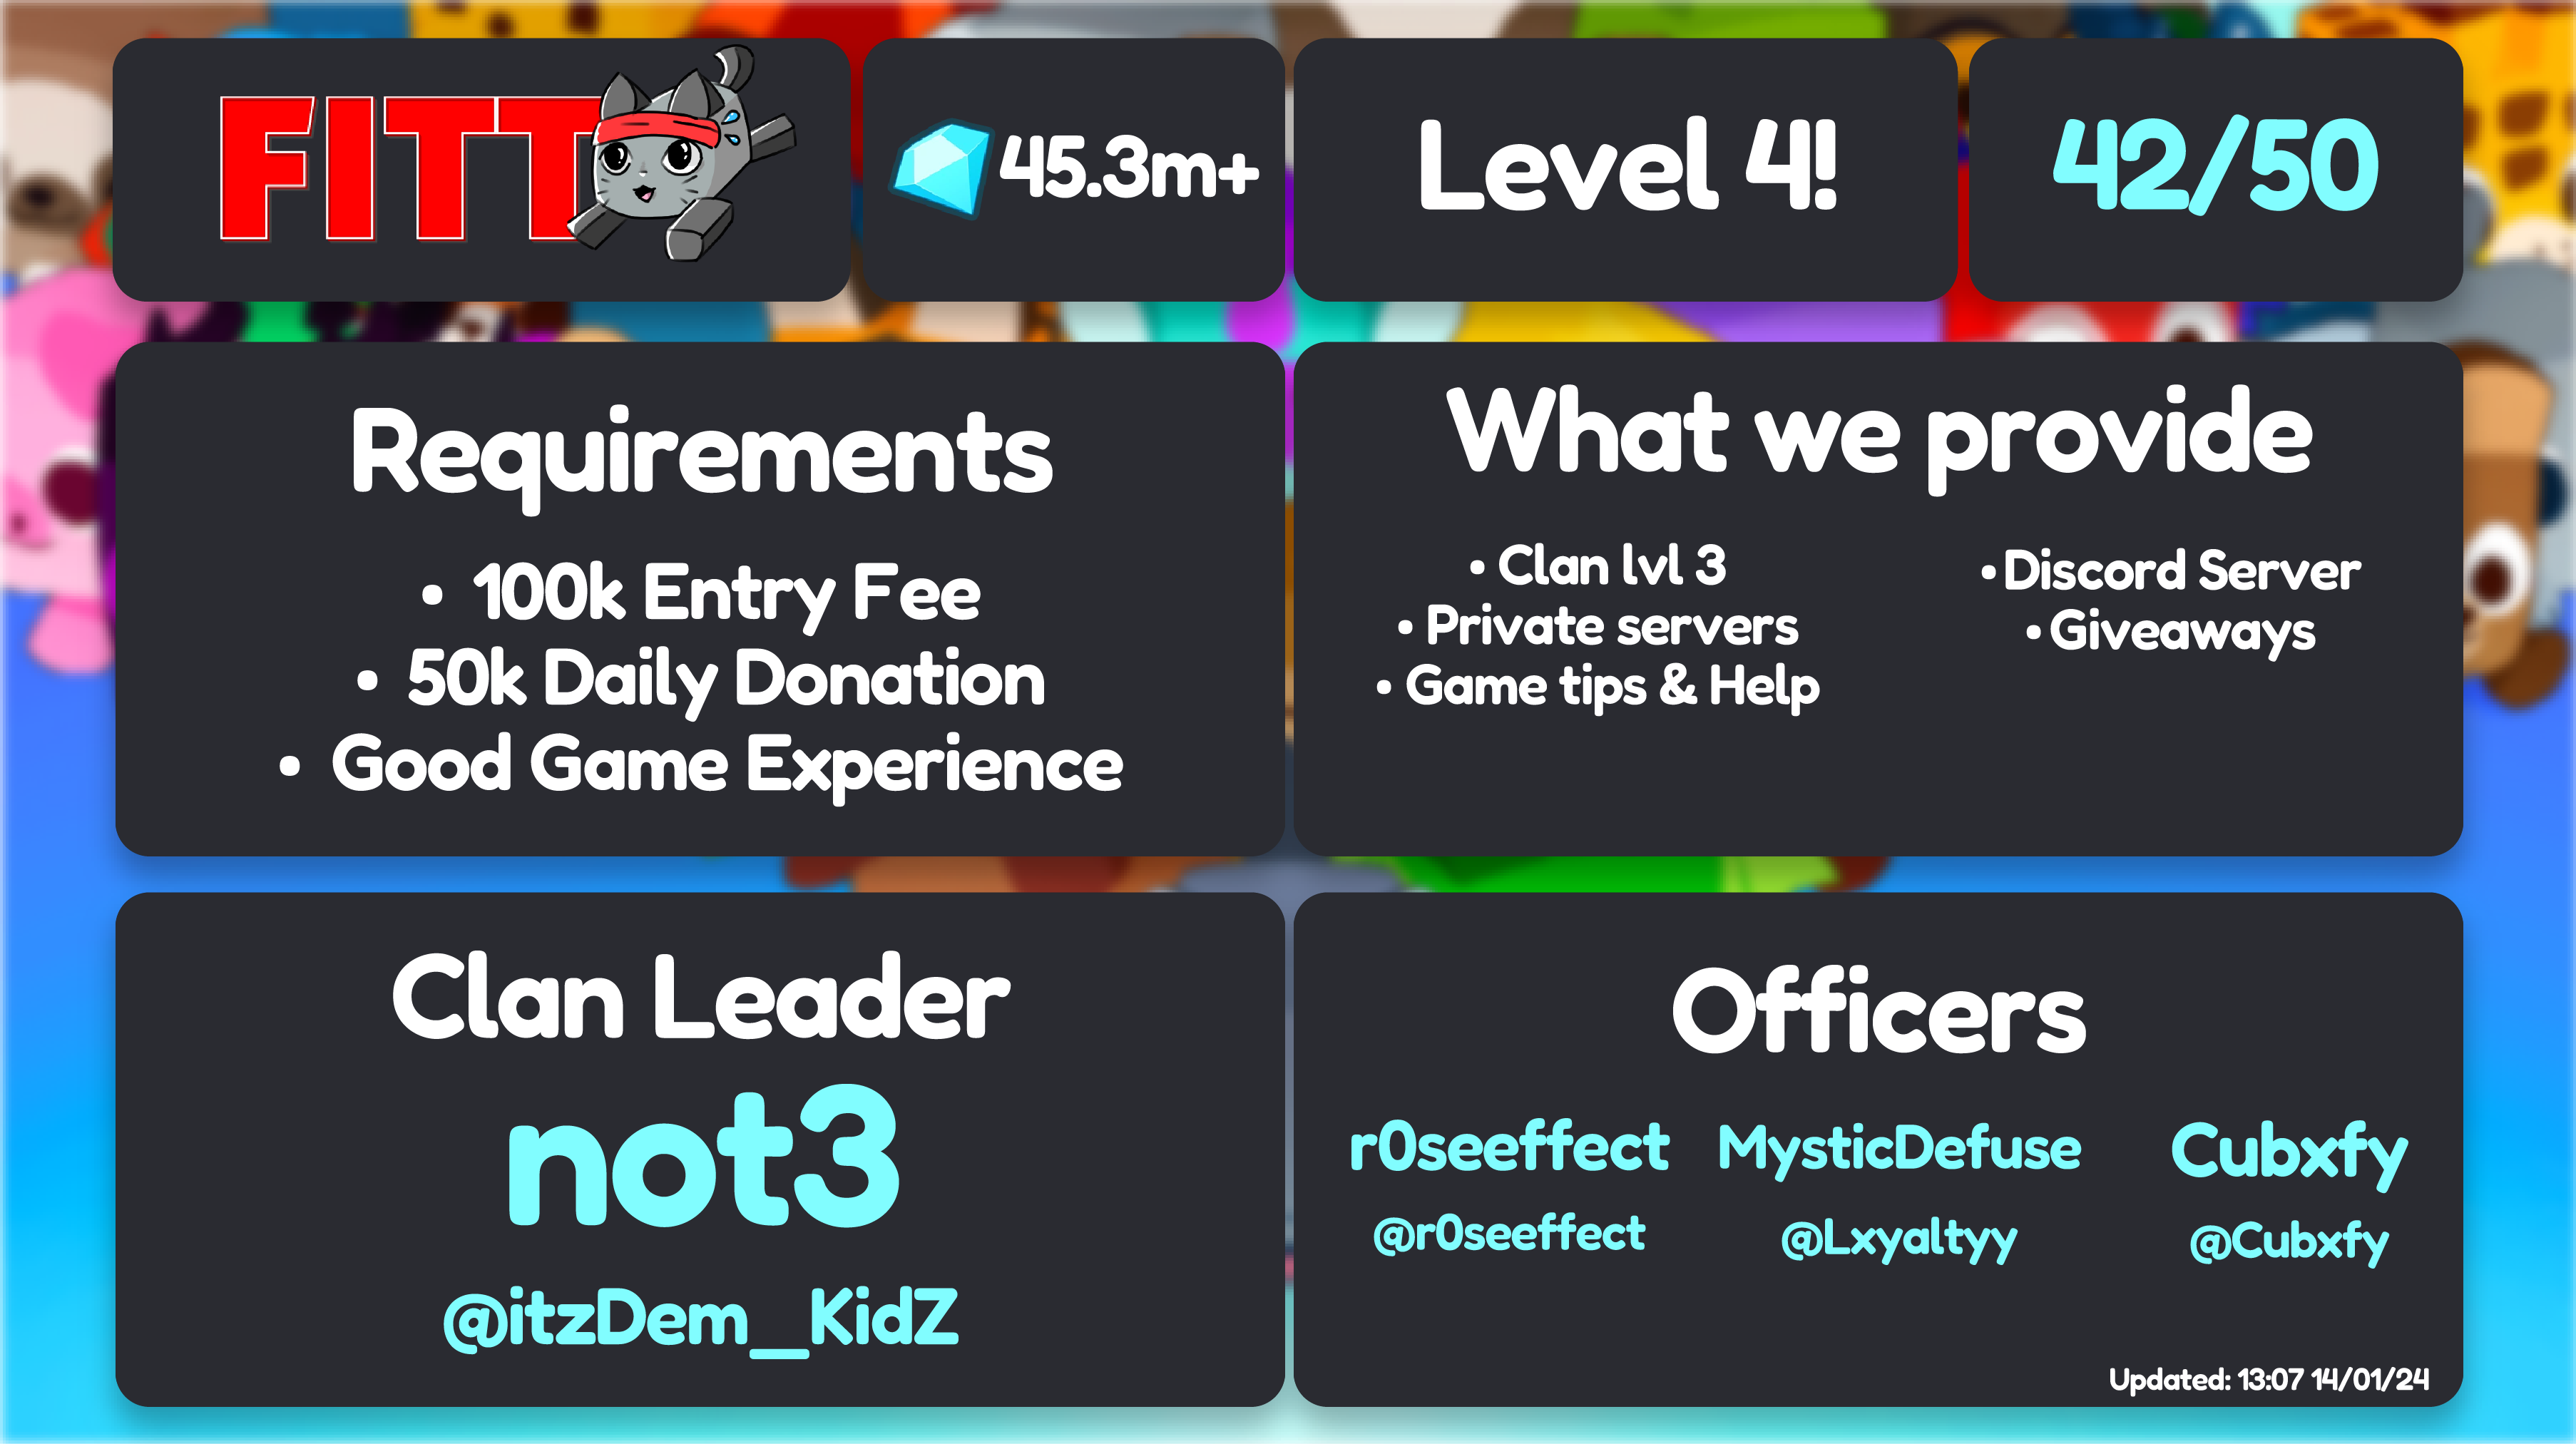 FITT
45.3m+
Level 4!
42/50
Requirements
• 100k Entry Fee
• 50k Daily Donation
• Good Game Experience
What we provide
• Clan lvl 3
• Private servers
• Game tips & Help
• Discord Server
• Giveaways
Clan Leader
not3
@itzDem__KidZ
Officers
r0seeffect
@r0seeffect
MysticDefuse
@Lxyaltyy
Cubxfy
@Cubxfy
Updated: 13:07 14/01/24